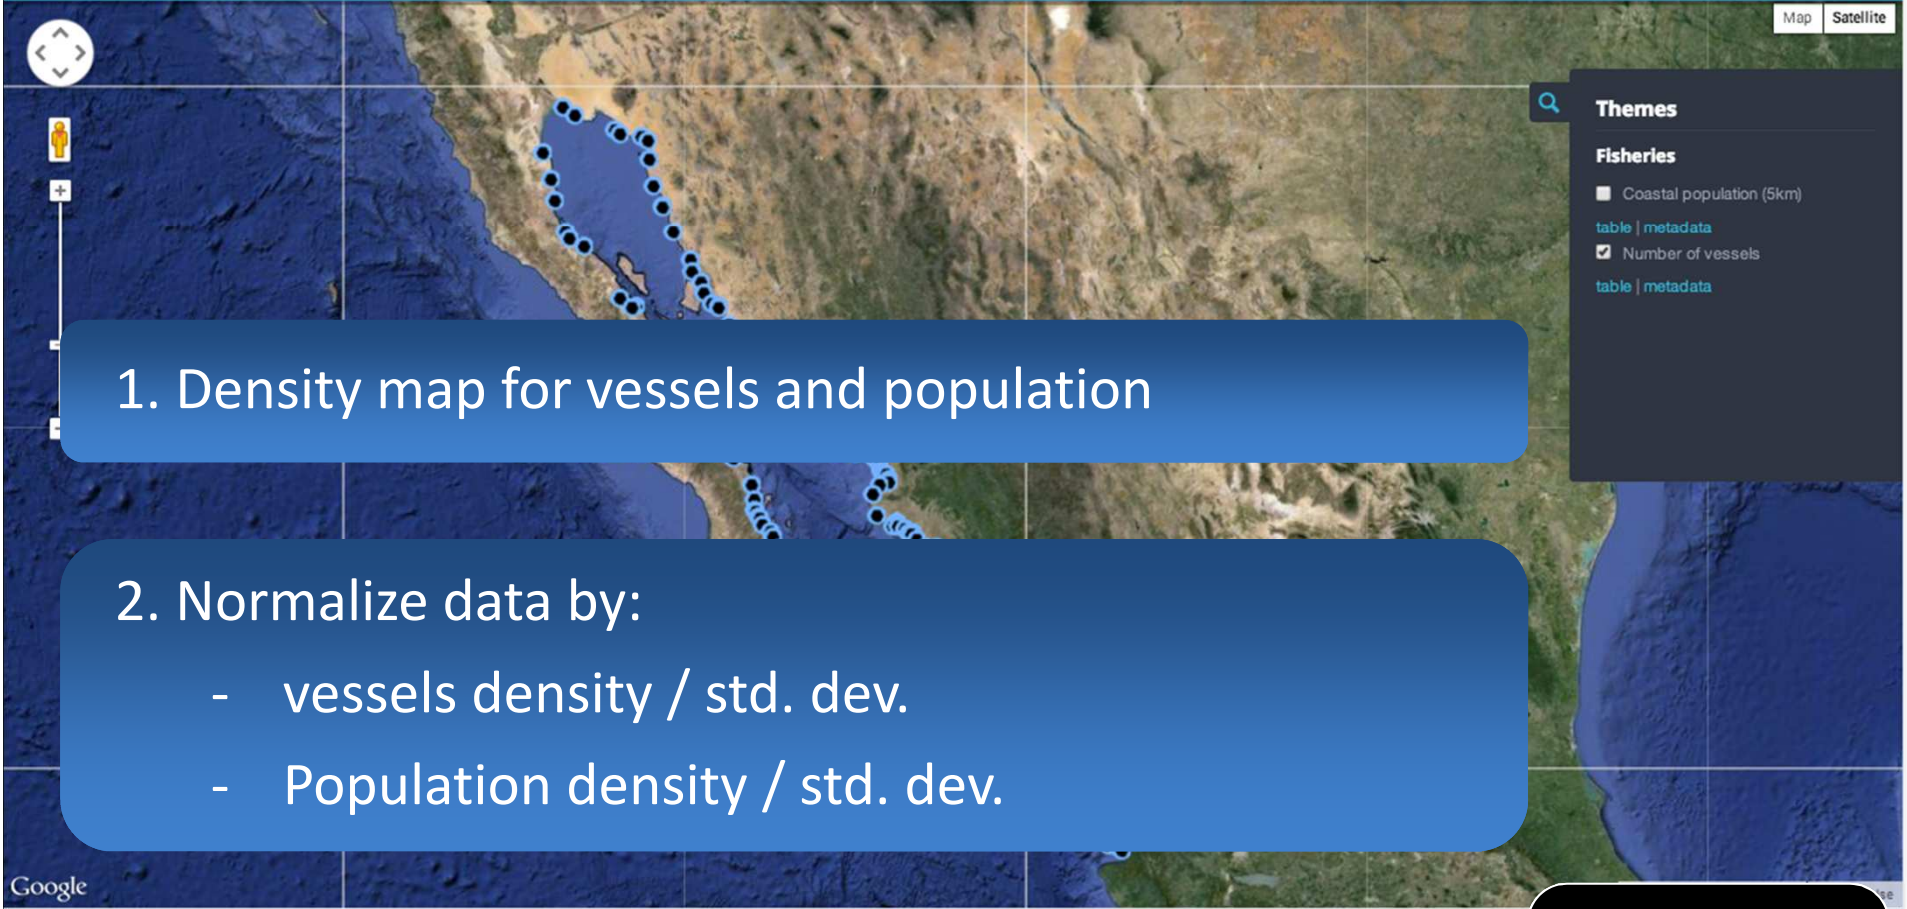 Map Satellite
Themes
Fisheries
Coastal population (5km)
table | metadata
Number of vessels
table | metadata
1. Density map for vessels and population
2. Normalize data by:
- vessels density / std. dev.
- Population density / std. dev.
Google